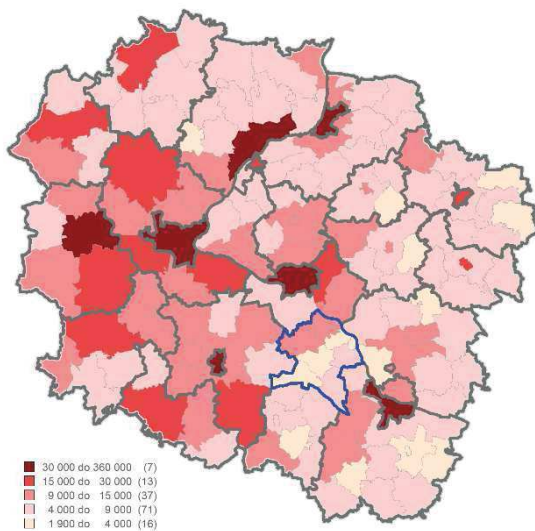 30 000 do 360 000 (7)
15 000 do 30 000 (13)
9 000 do 15 000 (37)
4 000 do 9 000 (71)
1 900 do 4 000 (16)